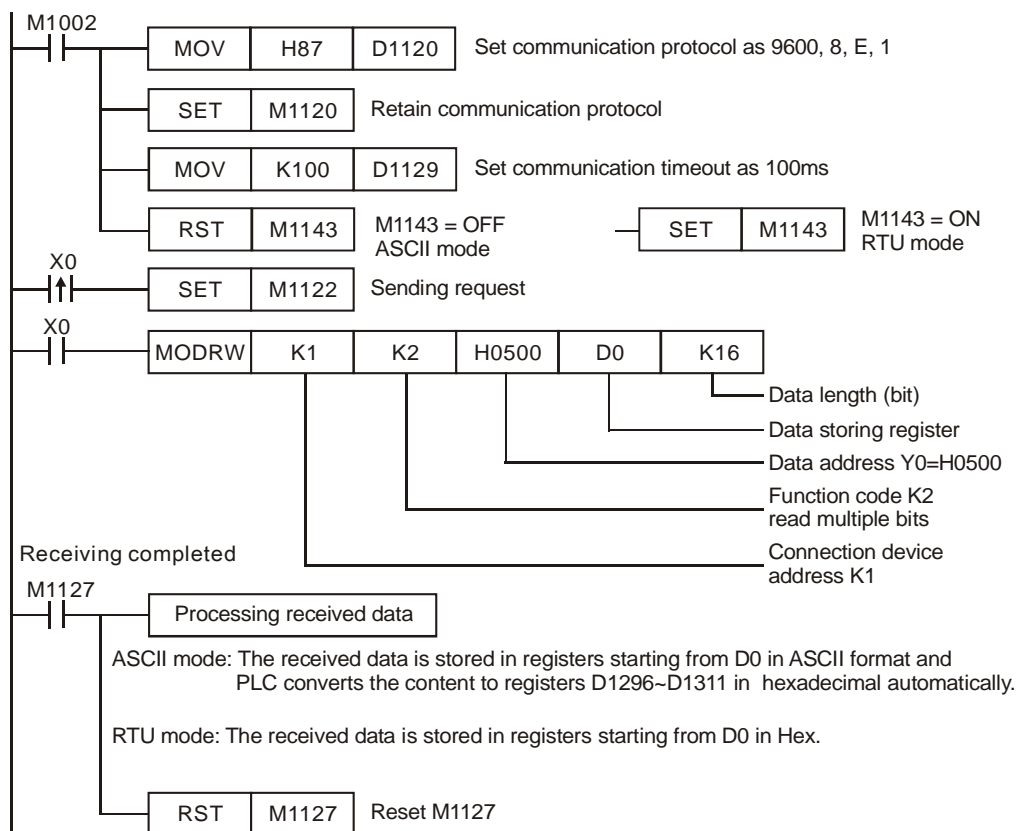 M1002
MOV H87 D1120 Set communication protocol as 9600, 8, E, 1
SET M1120 Retain communication protocol
MOV K100 D1129 Set communication timeout as 100ms
RST M1143 M1143 = OFF
ASCII mode
SET M1143 M1143 = ON
RTU mode
X0
SET M1122 Sending request
X0
MODRW K1 K2 H0500 D0 K16
Data length (bit)
Data storing register
Data address Y0=H0500
Function code K2
read multiple bits
Connection device
address K1
Receiving completed
M1127
Processing received data
ASCII mode: The received data is stored in registers starting from D0 in ASCII format and
PLC converts the content to registers D1296~D1311 in hexadecimal automatically.
RTU mode: The received data is stored in registers starting from D0 in Hex.
RST M1127 Reset M1127